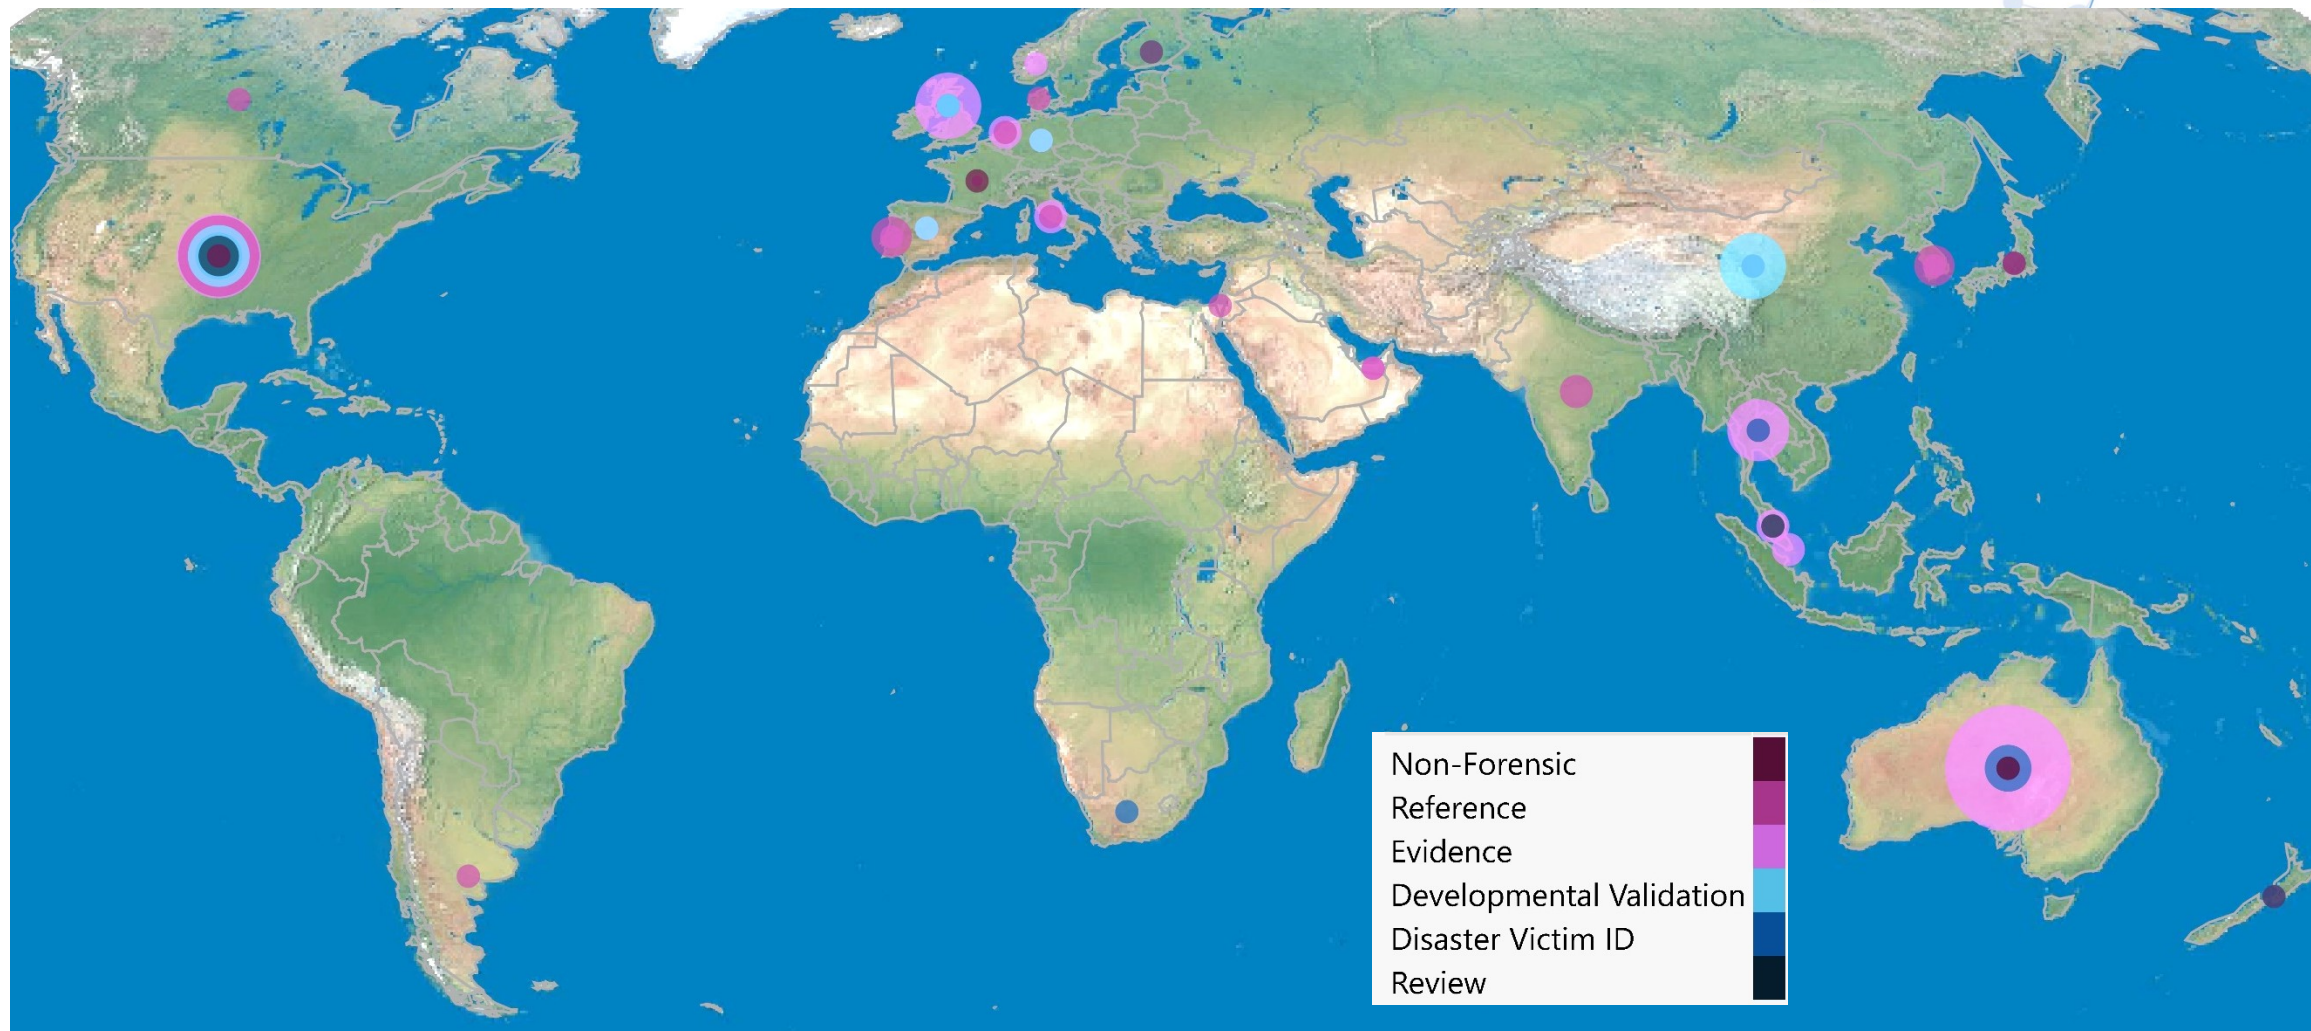 Non-Forensic
Reference
Evidence
Developmental Validation
Disaster Victim ID
Review